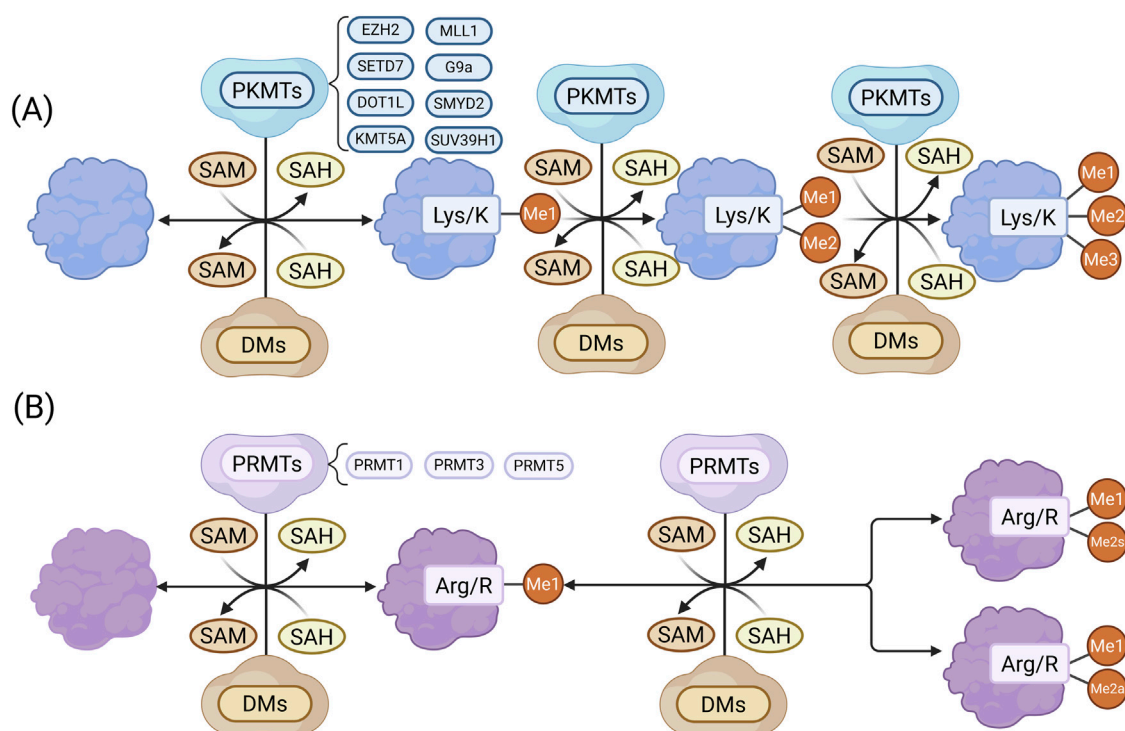 (A)
PKMTs
EZH2 MLL1
SETD7 G9a
DOT1L SMYD2
KMT5A SUV39H1
PKMTs
PKMTs
SAM SAH
SAM SAH
SAM SAH
Lys/K Me1
Lys/K Me1 Me2
Lys/K Me1 Me2 Me3
SAM SAH
SAM SAH
SAM SAH
DMs
DMs
DMs
(B)
PRMTs
PRMT1 PRMT3 PRMT5
PRMTs
SAM SAH
SAM SAH
Arg/R Me1
Arg/R Me1 Me2s
SAM SAH
SAM SAH
Arg/R Me1 Me2a
DMs
DMs